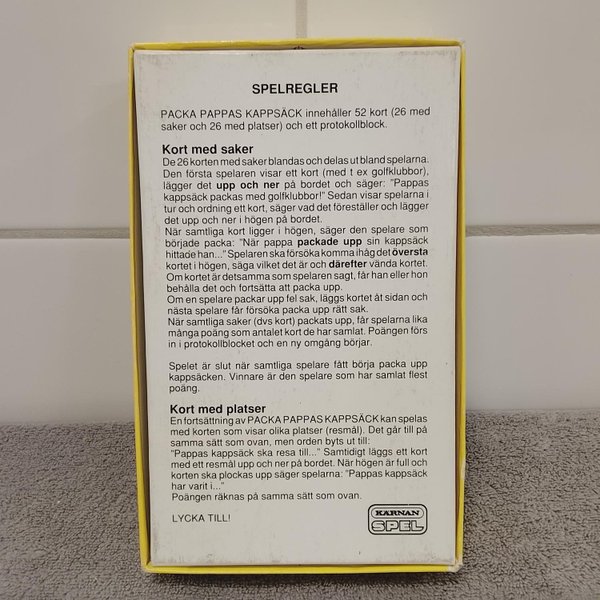 SPELREGLER
PACKA PAPPAS KAPPSÄCK innehåller 52 kort (26 med
saker och 26 med platser) och ett protokollblock.
Kort med saker
De 26 korten med saker blandas och delas ut bland spelarna.
Den första spelaren visar ett kort (med t ex golfklubbor),
lägger det upp och ner på bordet och säger: "Pappas
kappsäck packas med golfklubbor!" Sedan visar spelarna i
tur och ordning ett kort, säger vad det föreställer och lägger
det upp och ner i högen på bordet.
När samtliga kort ligger i högen, säger den spelare som
började packa: "När pappa packade upp sin kappsäck
hittade han..." Spelaren ska försöka komma ihåg det översta
kortet i högen, säga vilket det är och därefter vända kortet.
Om kortet är detsamma som spelaren sagt, får han eller hon
behålla det och fortsätta att packa upp.
Om en spelare packar upp fel sak, läggs kortet åt sidan och
nästa spelare får försöka packa upp rätt sak.
När samtliga saker (dvs kort) packats upp, får spelarna lika
många poäng som antalet kort de har samlat. Poängen förs
in i protokollblocket och en ny omgång börjar.
Spelet är slut när samtliga spelare fått börja packa upp
kappsäcken. Vinnare är den spelare som har samlat flest
poäng.
Kort med platser
En fortsättning av PACKA PAPPAS KAPPSÄCK kan spelas
med korten som visar olika platser (resmål). Det går till på
samma sätt som ovan, men orden byts ut till:
"Pappas kappsäck ska resa till..." Samtidigt läggs ett kort
med ett resmål upp och ner på bordet. När högen är full och
korten ska plockas upp säger spelarna: "Pappas kappsäck
har varit i..."
Poängen räknas på samma sätt som ovan.
LYCKA TILL!
KÄRNAN
SPEL